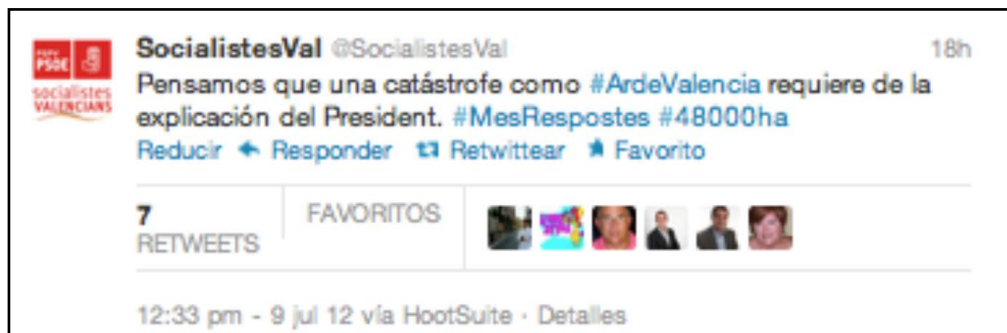 PSPV
PSOE
socialistes
VALENCIANS
SocialistesVal @SocialistesVal 18h
Pensamos que una catástrofe como #ArdeValencia requiere de la
explicación del President. #MesRespostes #48000ha
Reducir Responder Retwittear Favorito
7
RETWEETS
FAVORITOS
12:33 pm - 9 jul 12 vía HootSuite · Detalles